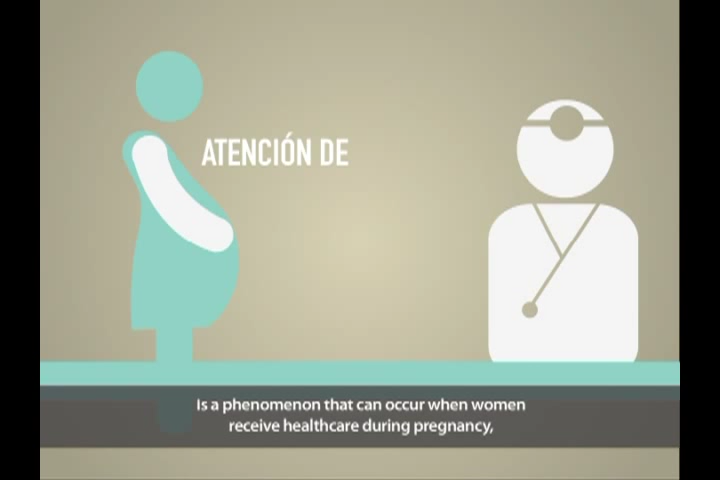 ATENCIÓN DE
is a phenomenon that can occur when women
receive healthcare during pregnancy,